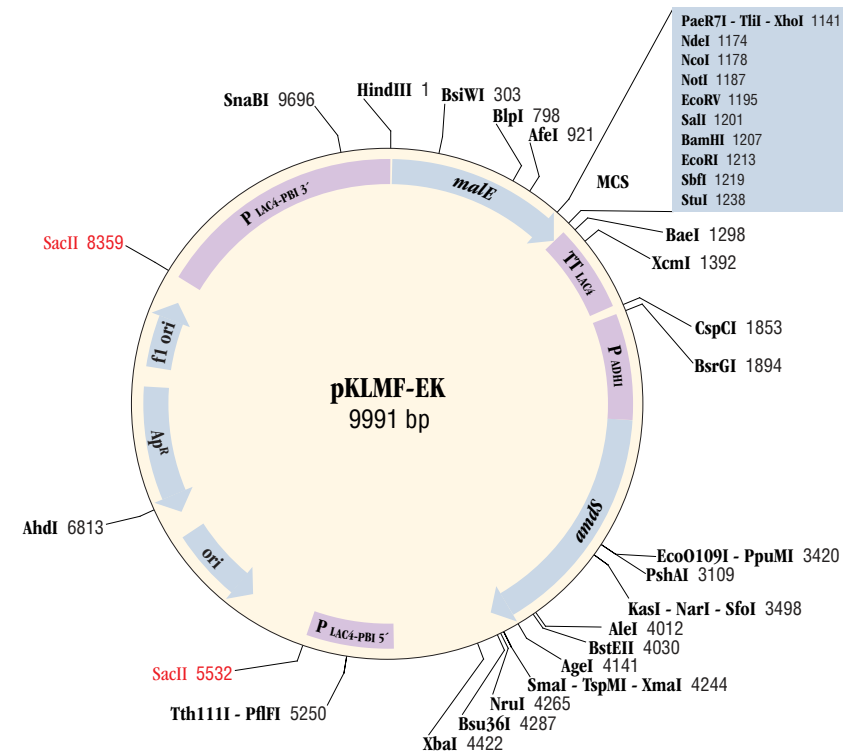 PaeR7I - TliI - XhoI 1141
NdeI 1174
NcoI 1178
NotI 1187
EcoRV 1195
SalI 1201
BamHI 1207
EcoRI 1213
SbfI 1219
StuI 1238
MCS
HindIII 1
BsiWI 303
BlpI 798
AfeI 921
BaeI 1298
XcmI 1392
CspCI 1853
BsrGI 1894
EcoO109I - PpuMI 3420
PshAI 3109
KasI - NarI - SfoI 3498
AleI 4012
BstEII 4030
AgeI 4141
SmaI - TspMI - XmaI 4244
NruI 4265
Bsu36I 4287
XbaI 4422
Tth111I - PflFI 5250
SacII 5532
AhdI 6813
SacII 8359
SnaBI 9696
malE
TT LAC4
P ADH1
amdS
P LAC4-PBI 5´
ori
ApR
f1 ori
P LAC4-PBI 3´
pKLMF-EK
9991 bp